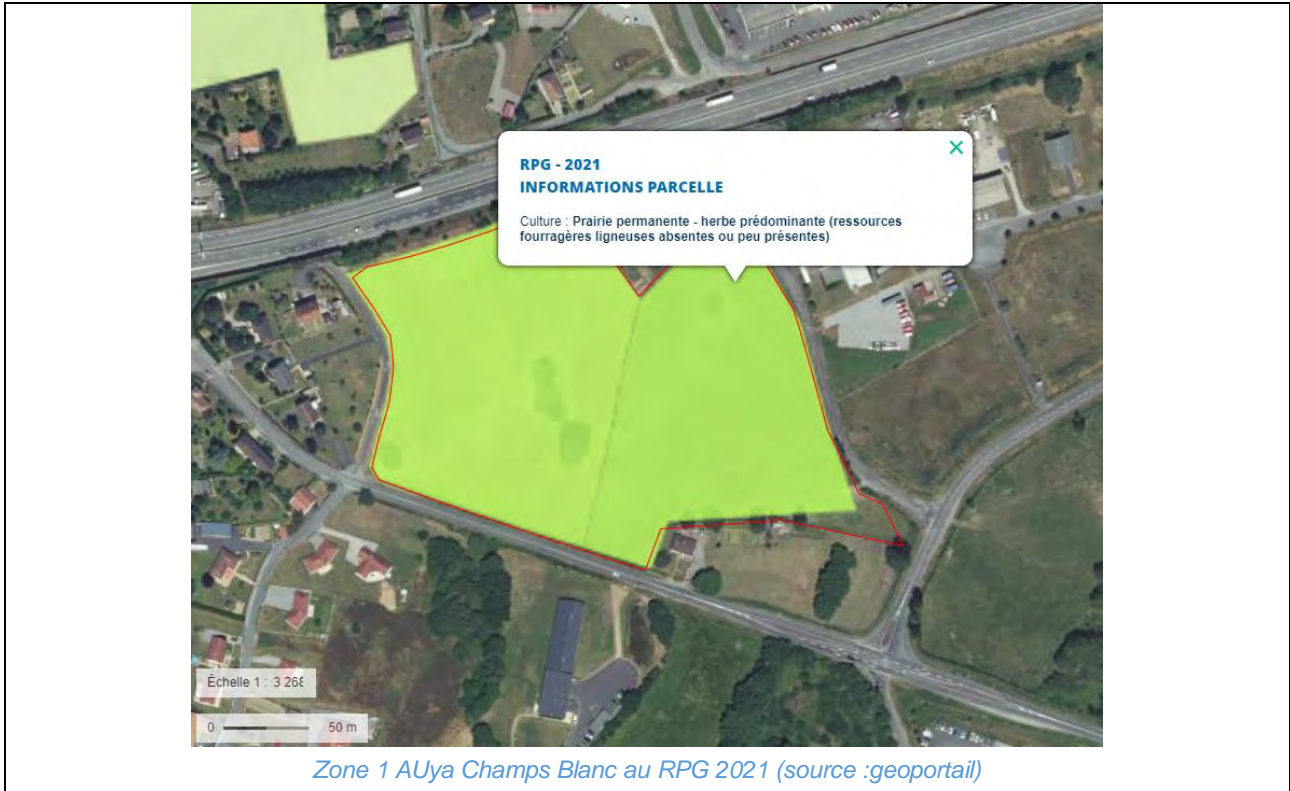 RPG - 2021
INFORMATIONS PARCELLE
Culture : Prairie permanente - herbe prédominante (ressources
fourragères ligneuses absentes ou peu présentes)
Échelle 1 : 3 268
0 50 m
Zone 1 AUya Champs Blanc au RPG 2021 (source :geoportail)